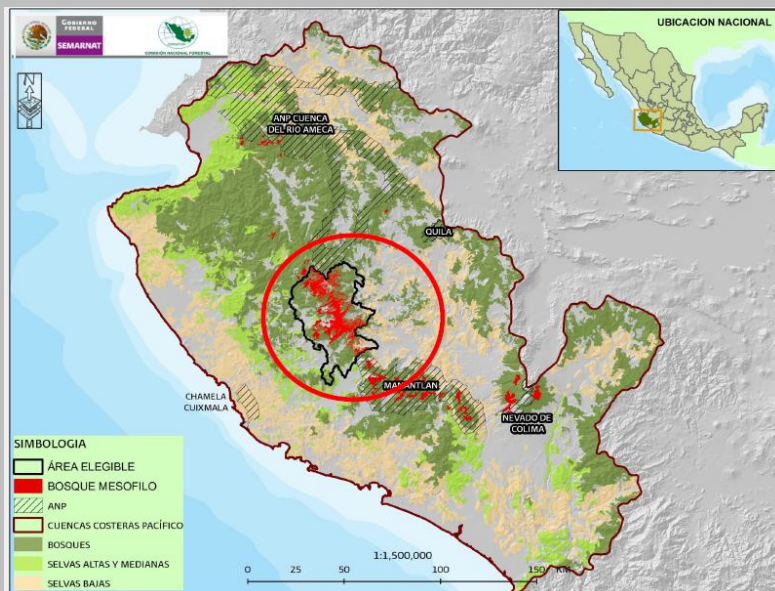 GOBIERNO
FEDERAL
SEMARNAT
COMISIÓN NACIONAL FORESTAL
UBICACION NACIONAL
N
ANP CUENCA
DEL RIO AMECA
QUILA
MANANTLAN
NEVADO DE
COLIMA
CHAMELA
CUIXMALA
SIMBOLOGIA
ÁREA ELEGIBLE
BOSQUE MESOFILO
ANP
CUENCAS COSTERAS PACÍFICO
BOSQUES
SELVAS ALTAS Y MEDIANAS
SELVAS BAJAS
1:1,500,000
0 50 100 150 KM